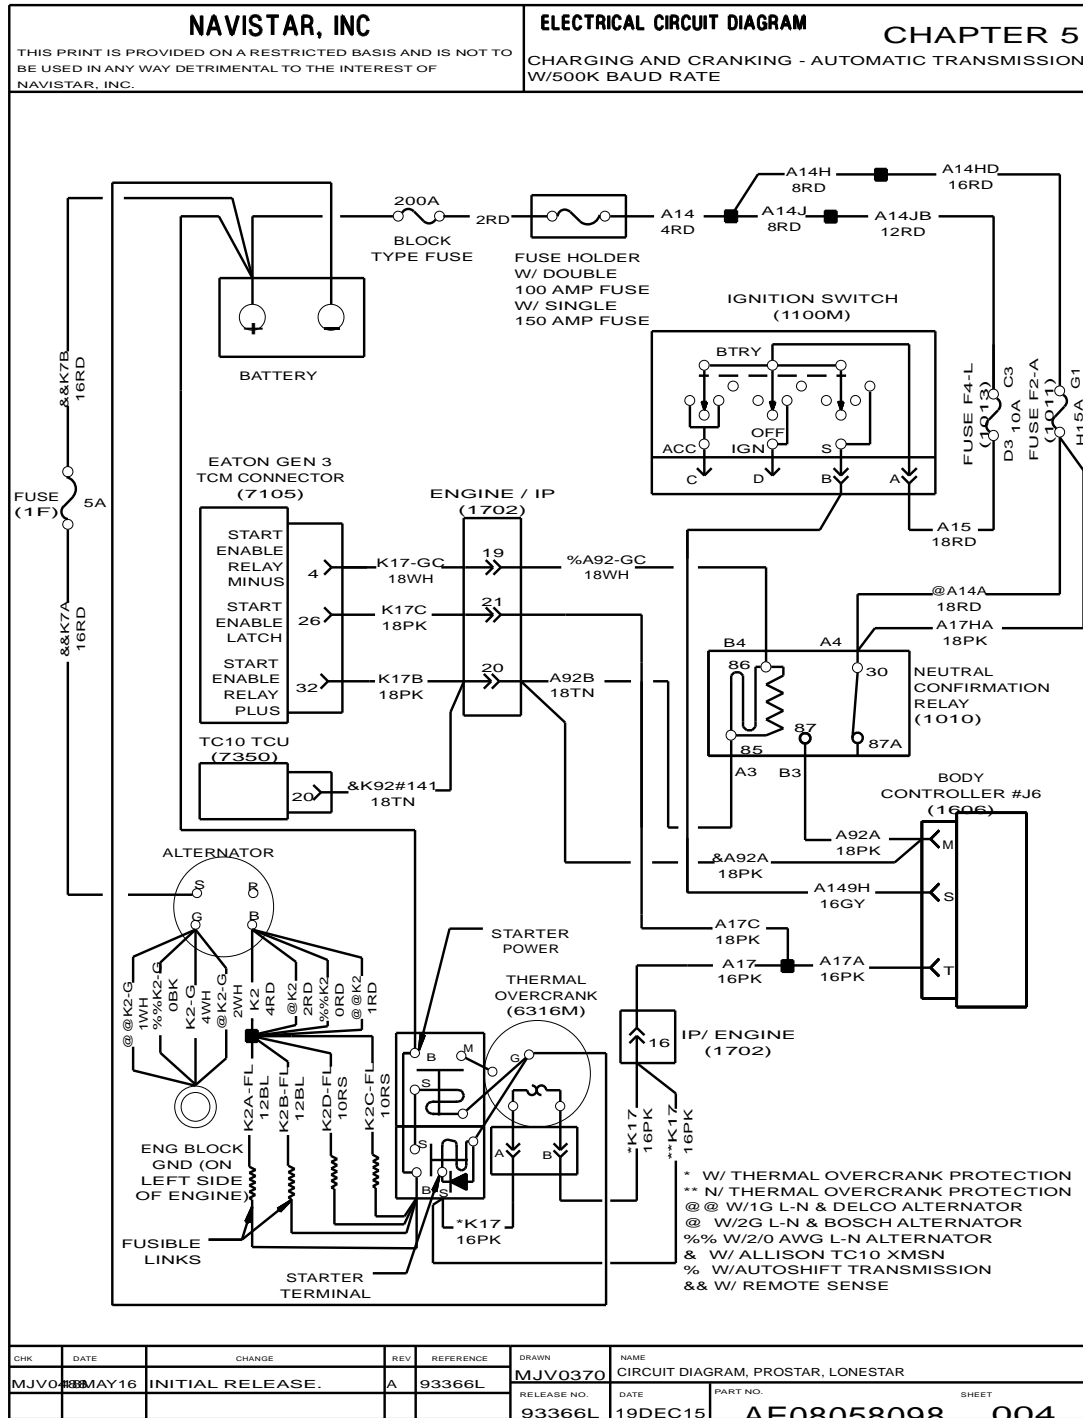 NAVISTAR, INC
THIS PRINT IS PROVIDED ON A RESTRICTED BASIS AND IS NOT TO
BE USED IN ANY WAY DETRIMENTAL TO THE INTEREST OF
NAVISTAR, INC.
ELECTRICAL CIRCUIT DIAGRAM
CHAPTER 5
CHARGING AND CRANKING - AUTOMATIC TRANSMISSION
W/500K BAUD RATE
A14H
8RD
A14HD
16RD
200A
BLOCK
TYPE FUSE
2RD
FUSE HOLDER
W/ DOUBLE
100 AMP FUSE
W/ SINGLE
150 AMP FUSE
A14
4RD
A14J
8RD
A14JB
12RD
BATTERY
IGNITION SWITCH
(1100M)
BTRY
OFF
ACC
IGN
S
C
D
B
A
FUSE F4-L
(1013)
D3 10A C3
FUSE F2-A
(1011)
H15A G1
A15
18RD
&&K7B
16RD
FUSE
(1F)
5A
&&K7A
16RD
EATON GEN 3
TCM CONNECTOR
(7105)
START
ENABLE
RELAY
MINUS
4
START
ENABLE
LATCH
26
START
ENABLE
RELAY
PLUS
32
K17-GC
18WH
K17C
18PK
K17B
18PK
ENGINE / IP
(1702)
19
21
20
%A92-GC
18WH
A92B
18TN
@A14A
18RD
A17HA
18PK
B4
A4
86
30
87
87A
85
A3
B3
NEUTRAL
CONFIRMATION
RELAY
(1010)
TC10 TCU
(7350)
20
&K92#141
18TN
BODY
CONTROLLER #J6
(1606)
M
S
T
A92A
18PK
&A92A
18PK
A149H
16GY
A17C
18PK
A17
16PK
A17A
16PK
ALTERNATOR
S
R
G
B
@@K2-G
1WH
%%K2-G
0BK
K2-G
4WH
@K2-G
2WH
K2
4RD
@K2
2RD
%%K2
0RD
@@K2
1RD
STARTER
POWER
THERMAL
OVERCRANK
(6316M)
B
M
G
S
S
B
S
A
B
16
IP/ ENGINE
(1702)
K2A-FL
12BL
K2B-FL
12BL
K2D-FL
10RS
K2C-FL
10RS
ENG BLOCK
GND (ON
LEFT SIDE
OF ENGINE)
FUSIBLE
LINKS
STARTER
TERMINAL
*K17
16PK
*K17
16PK
**K17
16PK
* W/ THERMAL OVERCRANK PROTECTION
** N/ THERMAL OVERCRANK PROTECTION
@@ W/1G L-N & DELCO ALTERNATOR
@ W/2G L-N & BOSCH ALTERNATOR
%% W/2/0 AWG L-N ALTERNATOR
& W/ ALLISON TC10 XMSN
% W/AUTOSHIFT TRANSMISSION
&& W/ REMOTE SENSE
CHK DATE CHANGE REV REFERENCE
INITIAL RELEASE. A 93366L
DRAWN
MJV0370
NAME
CIRCUIT DIAGRAM, PROSTAR, LONESTAR
RELEASE NO.
93366L
DATE
19DEC15
PART NO.
AE08058098
SHEET
004